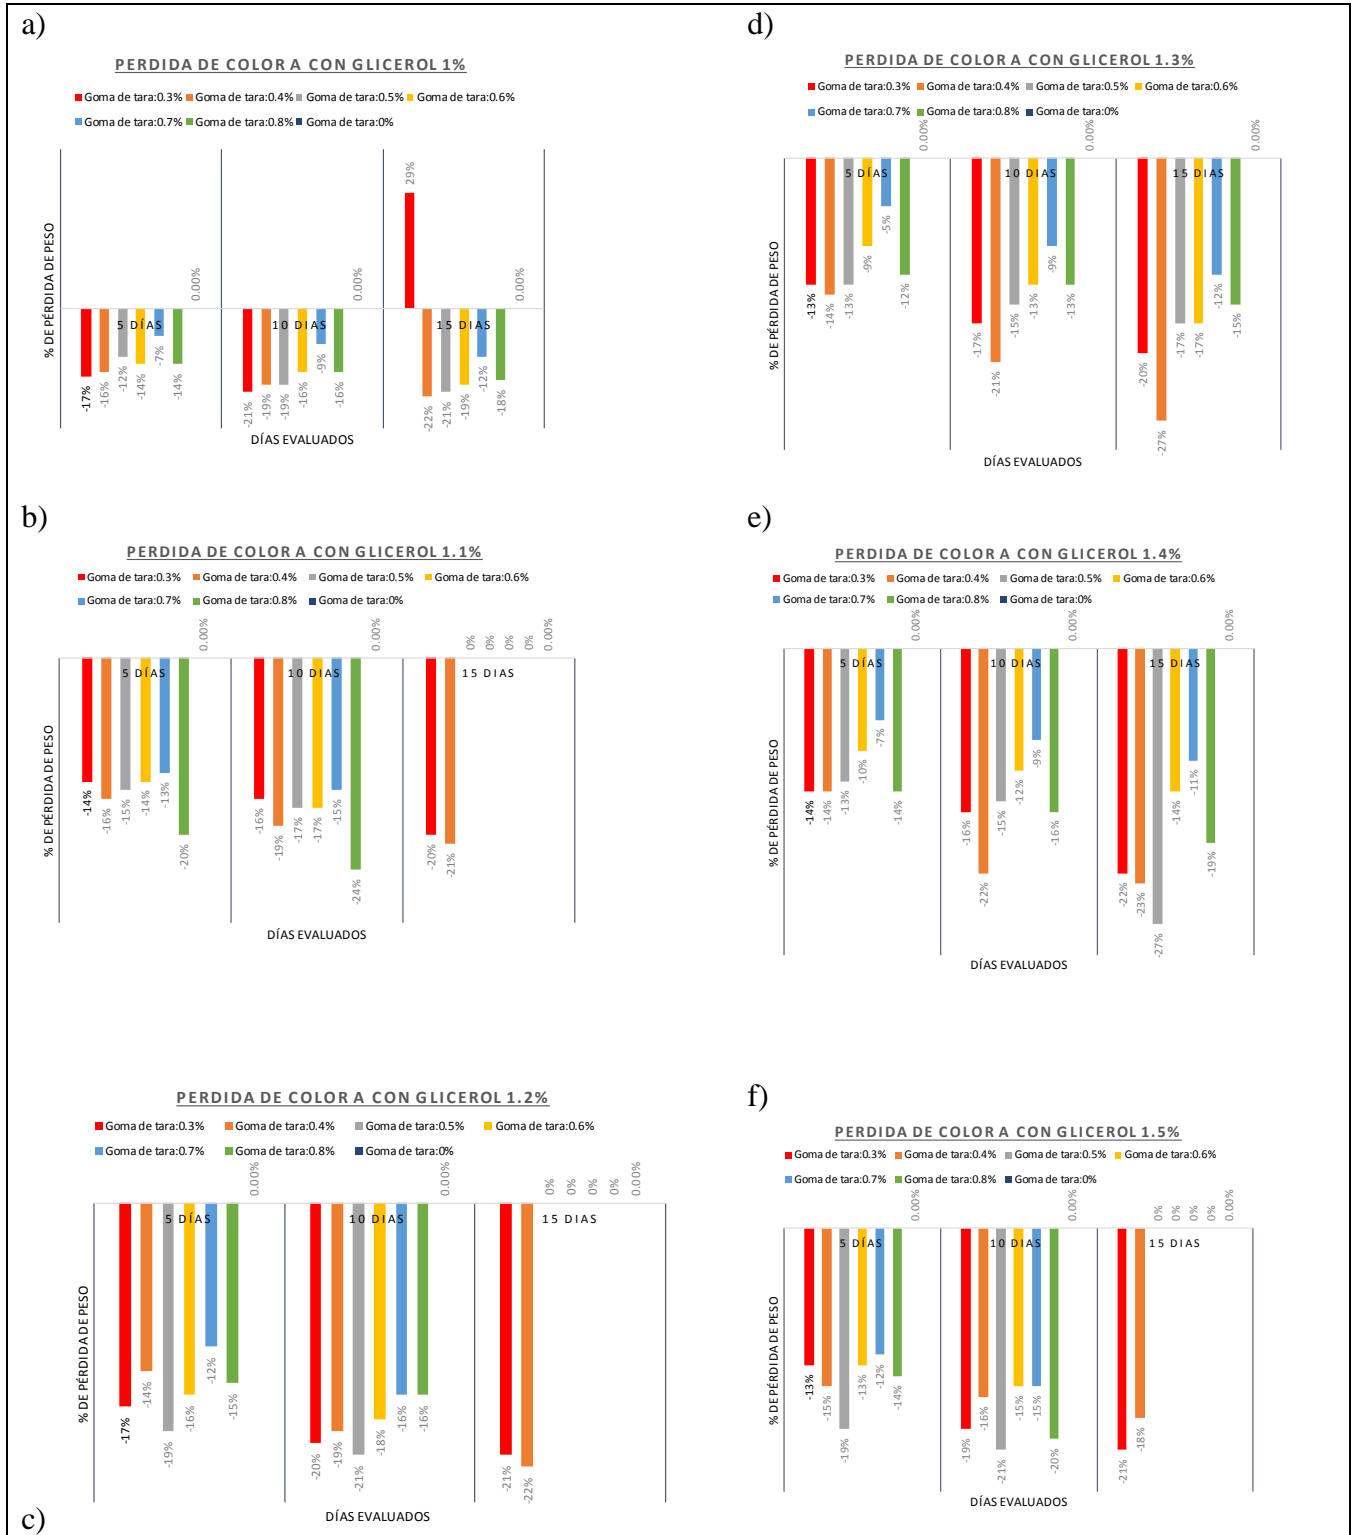 a)
PERDIDA DE COLOR A CON GLICEROL 1%
Goma de tara:0.3% Goma de tara:0.4% Goma de tara:0.5% Goma de tara:0.6%
Goma de tara:0.7% Goma de tara:0.8% Goma de tara:0%
% DE PÉRDIDA DE PESO
5 DÍAS 10 DIAS 15 DIAS
-17% -16% -12% -14% -7% -14% 0.00%
-21% -19% -19% -16% -9% -16% 0.00%
29% -22% -21% -19% -12% -18% 0.00%
DÍAS EVALUADOS
b)
PERDIDA DE COLOR A CON GLICEROL 1.1%
Goma de tara:0.3% Goma de tara:0.4% Goma de tara:0.5% Goma de tara:0.6%
Goma de tara:0.7% Goma de tara:0.8% Goma de tara:0%
% DE PÉRDIDA DE PESO
5 DÍAS 10 DIAS 15 DIAS
-14% -16% -15% -14% -13% -20% 0.00%
-16% -19% -17% -17% -15% -24% 0.00%
-20% -21% 0% 0% 0% 0% 0.00%
DÍAS EVALUADOS
PERDIDA DE COLOR A CON GLICEROL 1.2%
Goma de tara:0.3% Goma de tara:0.4% Goma de tara:0.5% Goma de tara:0.6%
Goma de tara:0.7% Goma de tara:0.8% Goma de tara:0%
% DE PÉRDIDA DE PESO
5 DÍAS 10 DIAS 15 DIAS
-17% -14% -19% -16% -12% -15% 0.00%
-20% -19% -21% -18% -16% -16% 0.00%
-21% -22% 0% 0% 0% 0% 0.00%
DÍAS EVALUADOS
c)
d)
PERDIDA DE COLOR A CON GLICEROL 1.3%
Goma de tara:0.3% Goma de tara:0.4% Goma de tara:0.5% Goma de tara:0.6%
Goma de tara:0.7% Goma de tara:0.8% Goma de tara:0%
% DE PÉRDIDA DE PESO
5 DÍAS 10 DIAS 15 DIAS
-13% -14% -13% -9% -5% -12% 0.00%
-17% -21% -15% -13% -9% -13% 0.00%
-20% -27% -17% -17% -12% -15% 0.00%
DÍAS EVALUADOS
e)
PERDIDA DE COLOR A CON GLICEROL 1.4%
Goma de tara:0.3% Goma de tara:0.4% Goma de tara:0.5% Goma de tara:0.6%
Goma de tara:0.7% Goma de tara:0.8% Goma de tara:0%
% DE PÉRDIDA DE PESO
5 DÍAS 10 DIAS 15 DIAS
-14% -14% -13% -10% -7% -14% 0.00%
-16% -22% -15% -12% -9% -16% 0.00%
-22% -23% -27% -14% -11% -19% 0.00%
DÍAS EVALUADOS
f)
PERDIDA DE COLOR A CON GLICEROL 1.5%
Goma de tara:0.3% Goma de tara:0.4% Goma de tara:0.5% Goma de tara:0.6%
Goma de tara:0.7% Goma de tara:0.8% Goma de tara:0%
% DE PÉRDIDA DE PESO
5 DÍAS 10 DIAS 15 DIAS
-13% -15% -19% -13% -12% -14% 0.00%
-19% -16% -21% -15% -15% -20% 0.00%
-21% -18% 0% 0% 0% 0% 0.00%
DÍAS EVALUADOS